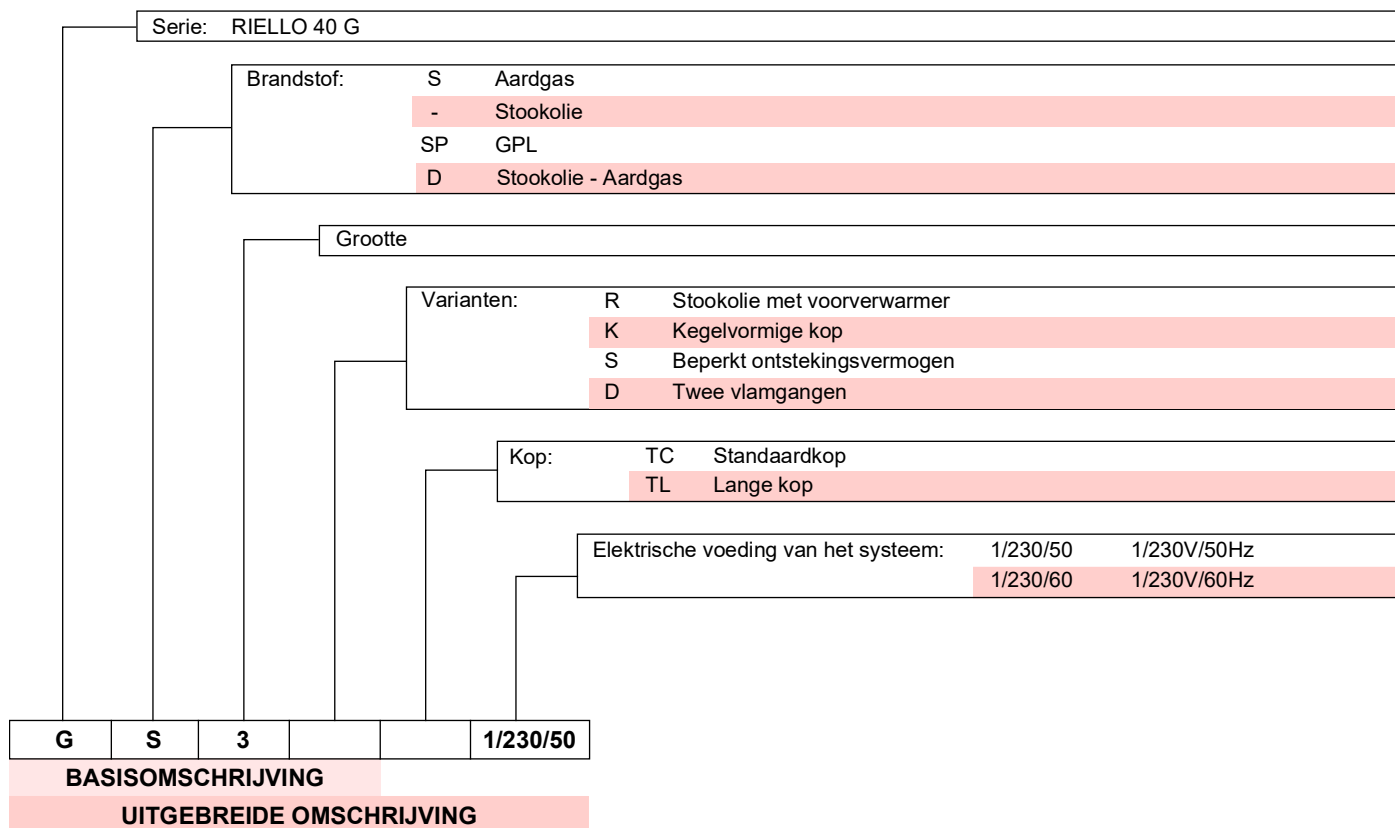 Serie: RIELLO 40 G
Brandstof: S Aardgas
- Stookolie
SP GPL
D Stookolie - Aardgas
Grootte
Varianten: R Stookolie met voorverwarmer
K Kegelvormige kop
S Beperkt ontstekingsvermogen
D Twee vlamgangen
Kop: TC Standaardkop
TL Lange kop
Elektrische voeding van het systeem: 1/230/50 1/230V/50Hz
1/230/60 1/230V/60Hz
G S 3 1/230/50
BASISOMSCHRIJVING
UITGEBREIDE OMSCHRIJVING